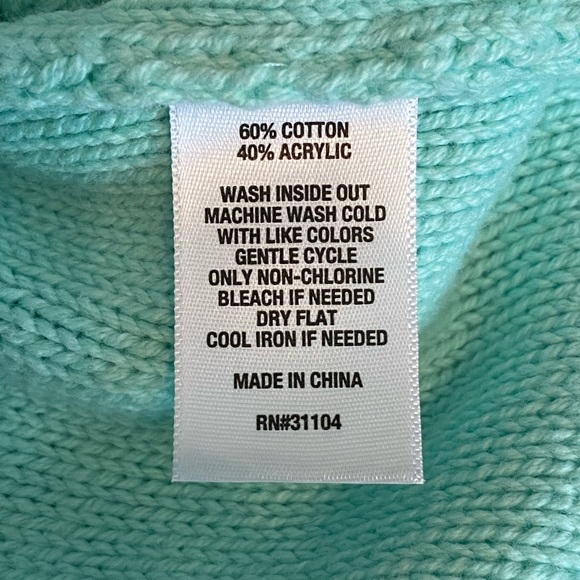 60% COTTON
40% ACRYLIC
WASH INSIDE OUT
MACHINE WASH COLD
WITH LIKE COLORS
GENTLE CYCLE
ONLY NON-CHLORINE
BLEACH IF NEEDED
DRY FLAT
COOL IRON IF NEEDED
MADE IN CHINA
RN#31104